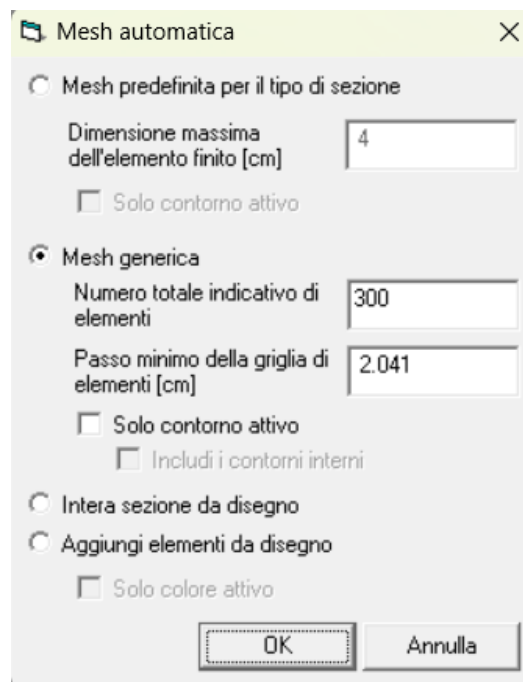 Mesh automatica
Mesh predefinita per il tipo di sezione
Dimensione massima
dell'elemento finito [cm]
4
Solo contorno attivo
Mesh generica
Numero totale indicativo di
elementi
300
Passo minimo della griglia di
elementi [cm]
2.041
Solo contorno attivo
Includi i contorni interni
Intera sezione da disegno
Aggiungi elementi da disegno
Solo colore attivo
OK
Annulla